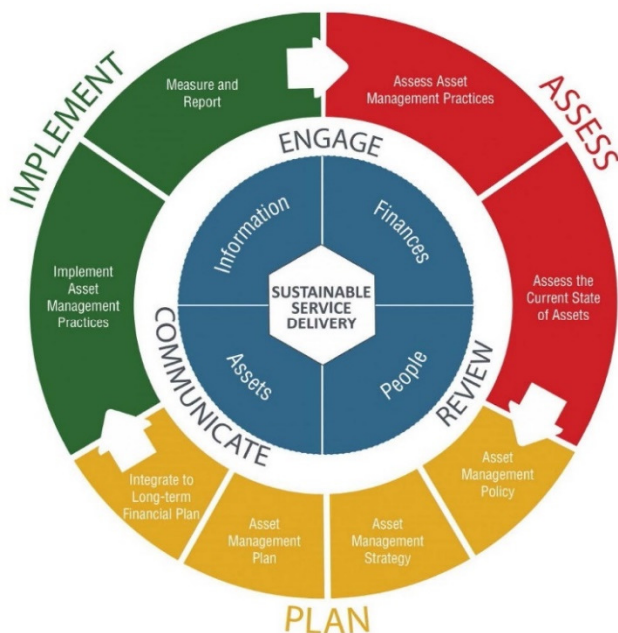 IMPLEMENT
Measure and
Report
Implement
Asset
Management
Practices
ASSESS
Assess Asset
Management Practices
Assess the
Current State
of Assets
PLAN
Asset
Management
Policy
Asset
Management
Strategy
Asset
Management
Plan
Integrate to
Long-term
Financial Plan
ENGAGE
REVIEW
COMMUNICATE
Information
Finances
People
Assets
SUSTAINABLE
SERVICE
DELIVERY